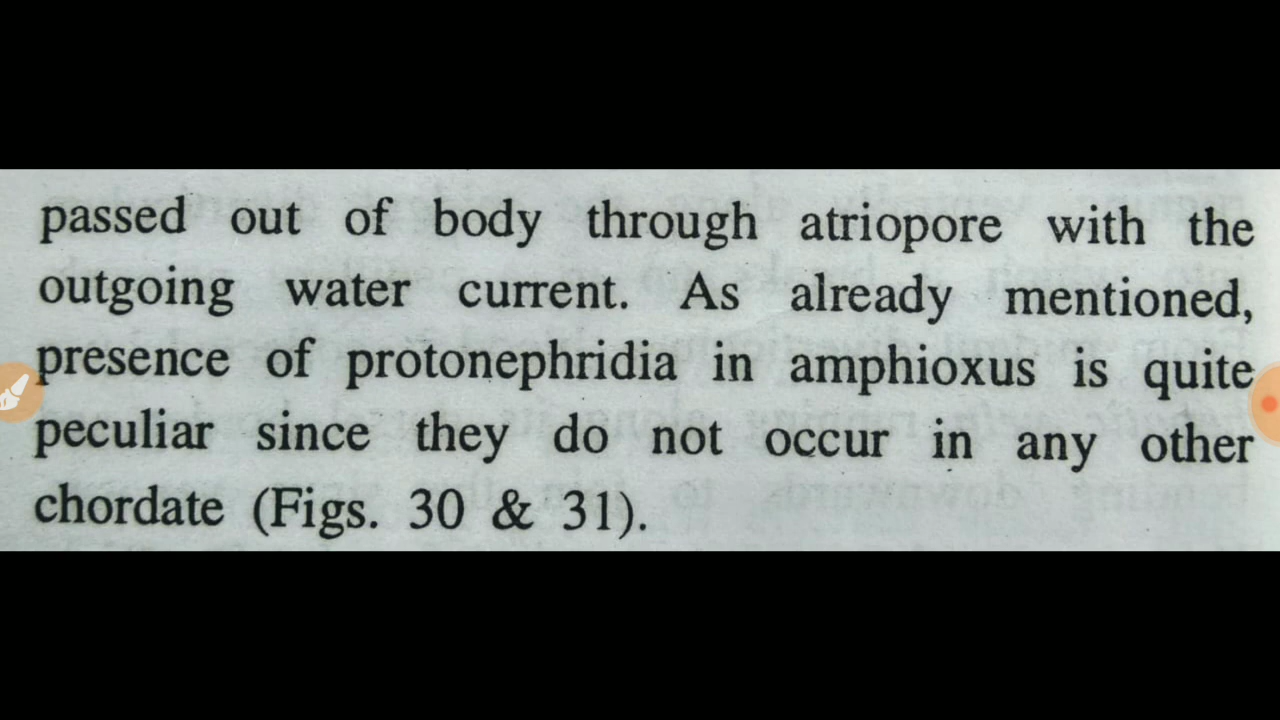 passed out of body through atriopore with the
outgoing water current. As already mentioned,
presence of protonephridia in amphioxus is quite
peculiar since they do not occur in any other
chordate (Figs. 30 & 31).